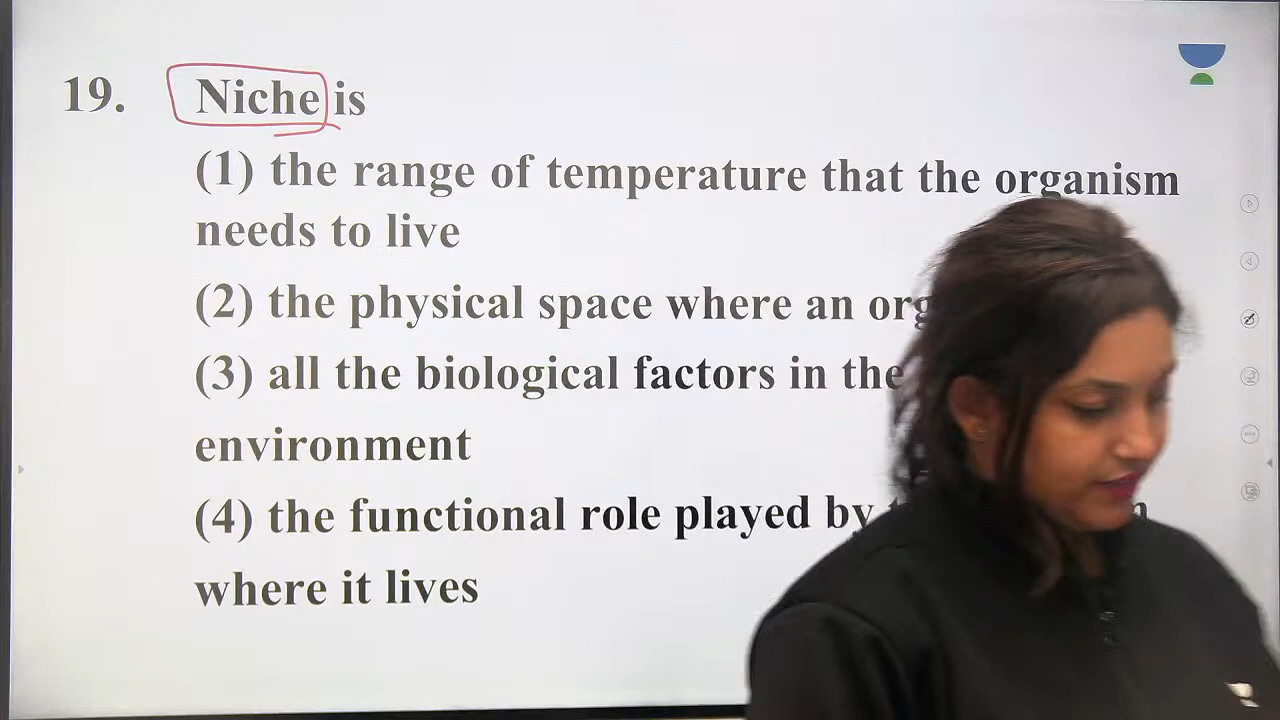 19. Niche is
(1) the range of temperature that the organism
needs to live
(2) the physical space where an
(3) all the biological factors in the
environment
(4) the functional role played by
where it lives